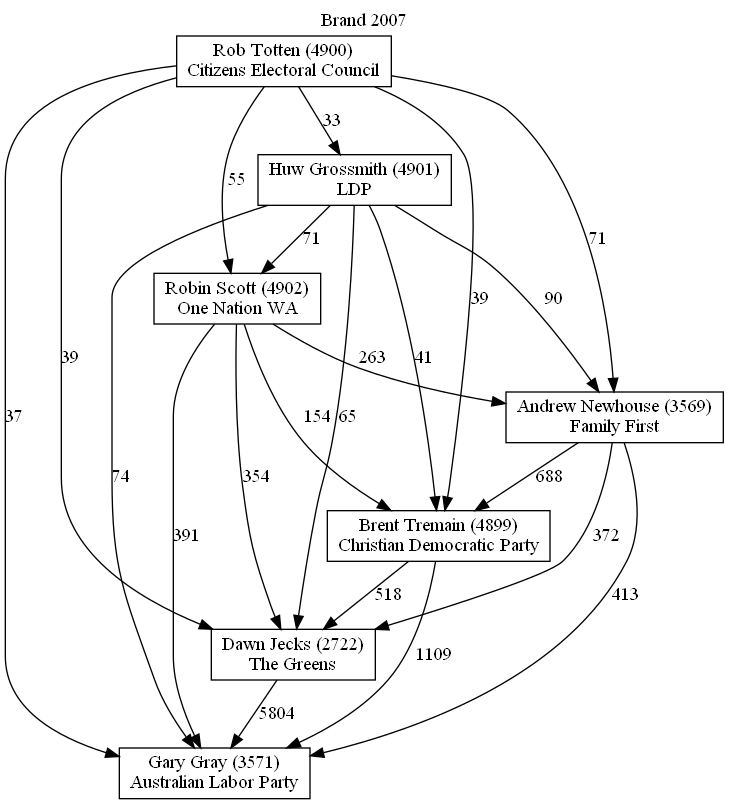 Brand 2007
Rob Totten (4900)
Citizens Electoral Council
33
Huw Grossmith (4901)
LDP
55
71
71
Robin Scott (4902)
One Nation WA
39
90
39
41
263
37
74
154
65
Andrew Newhouse (3569)
Family First
354
688
391
Brent Tremain (4899)
Christian Democratic Party
372
518
413
Dawn Jecks (2722)
The Greens
1109
5804
Gary Gray (3571)
Australian Labor Party